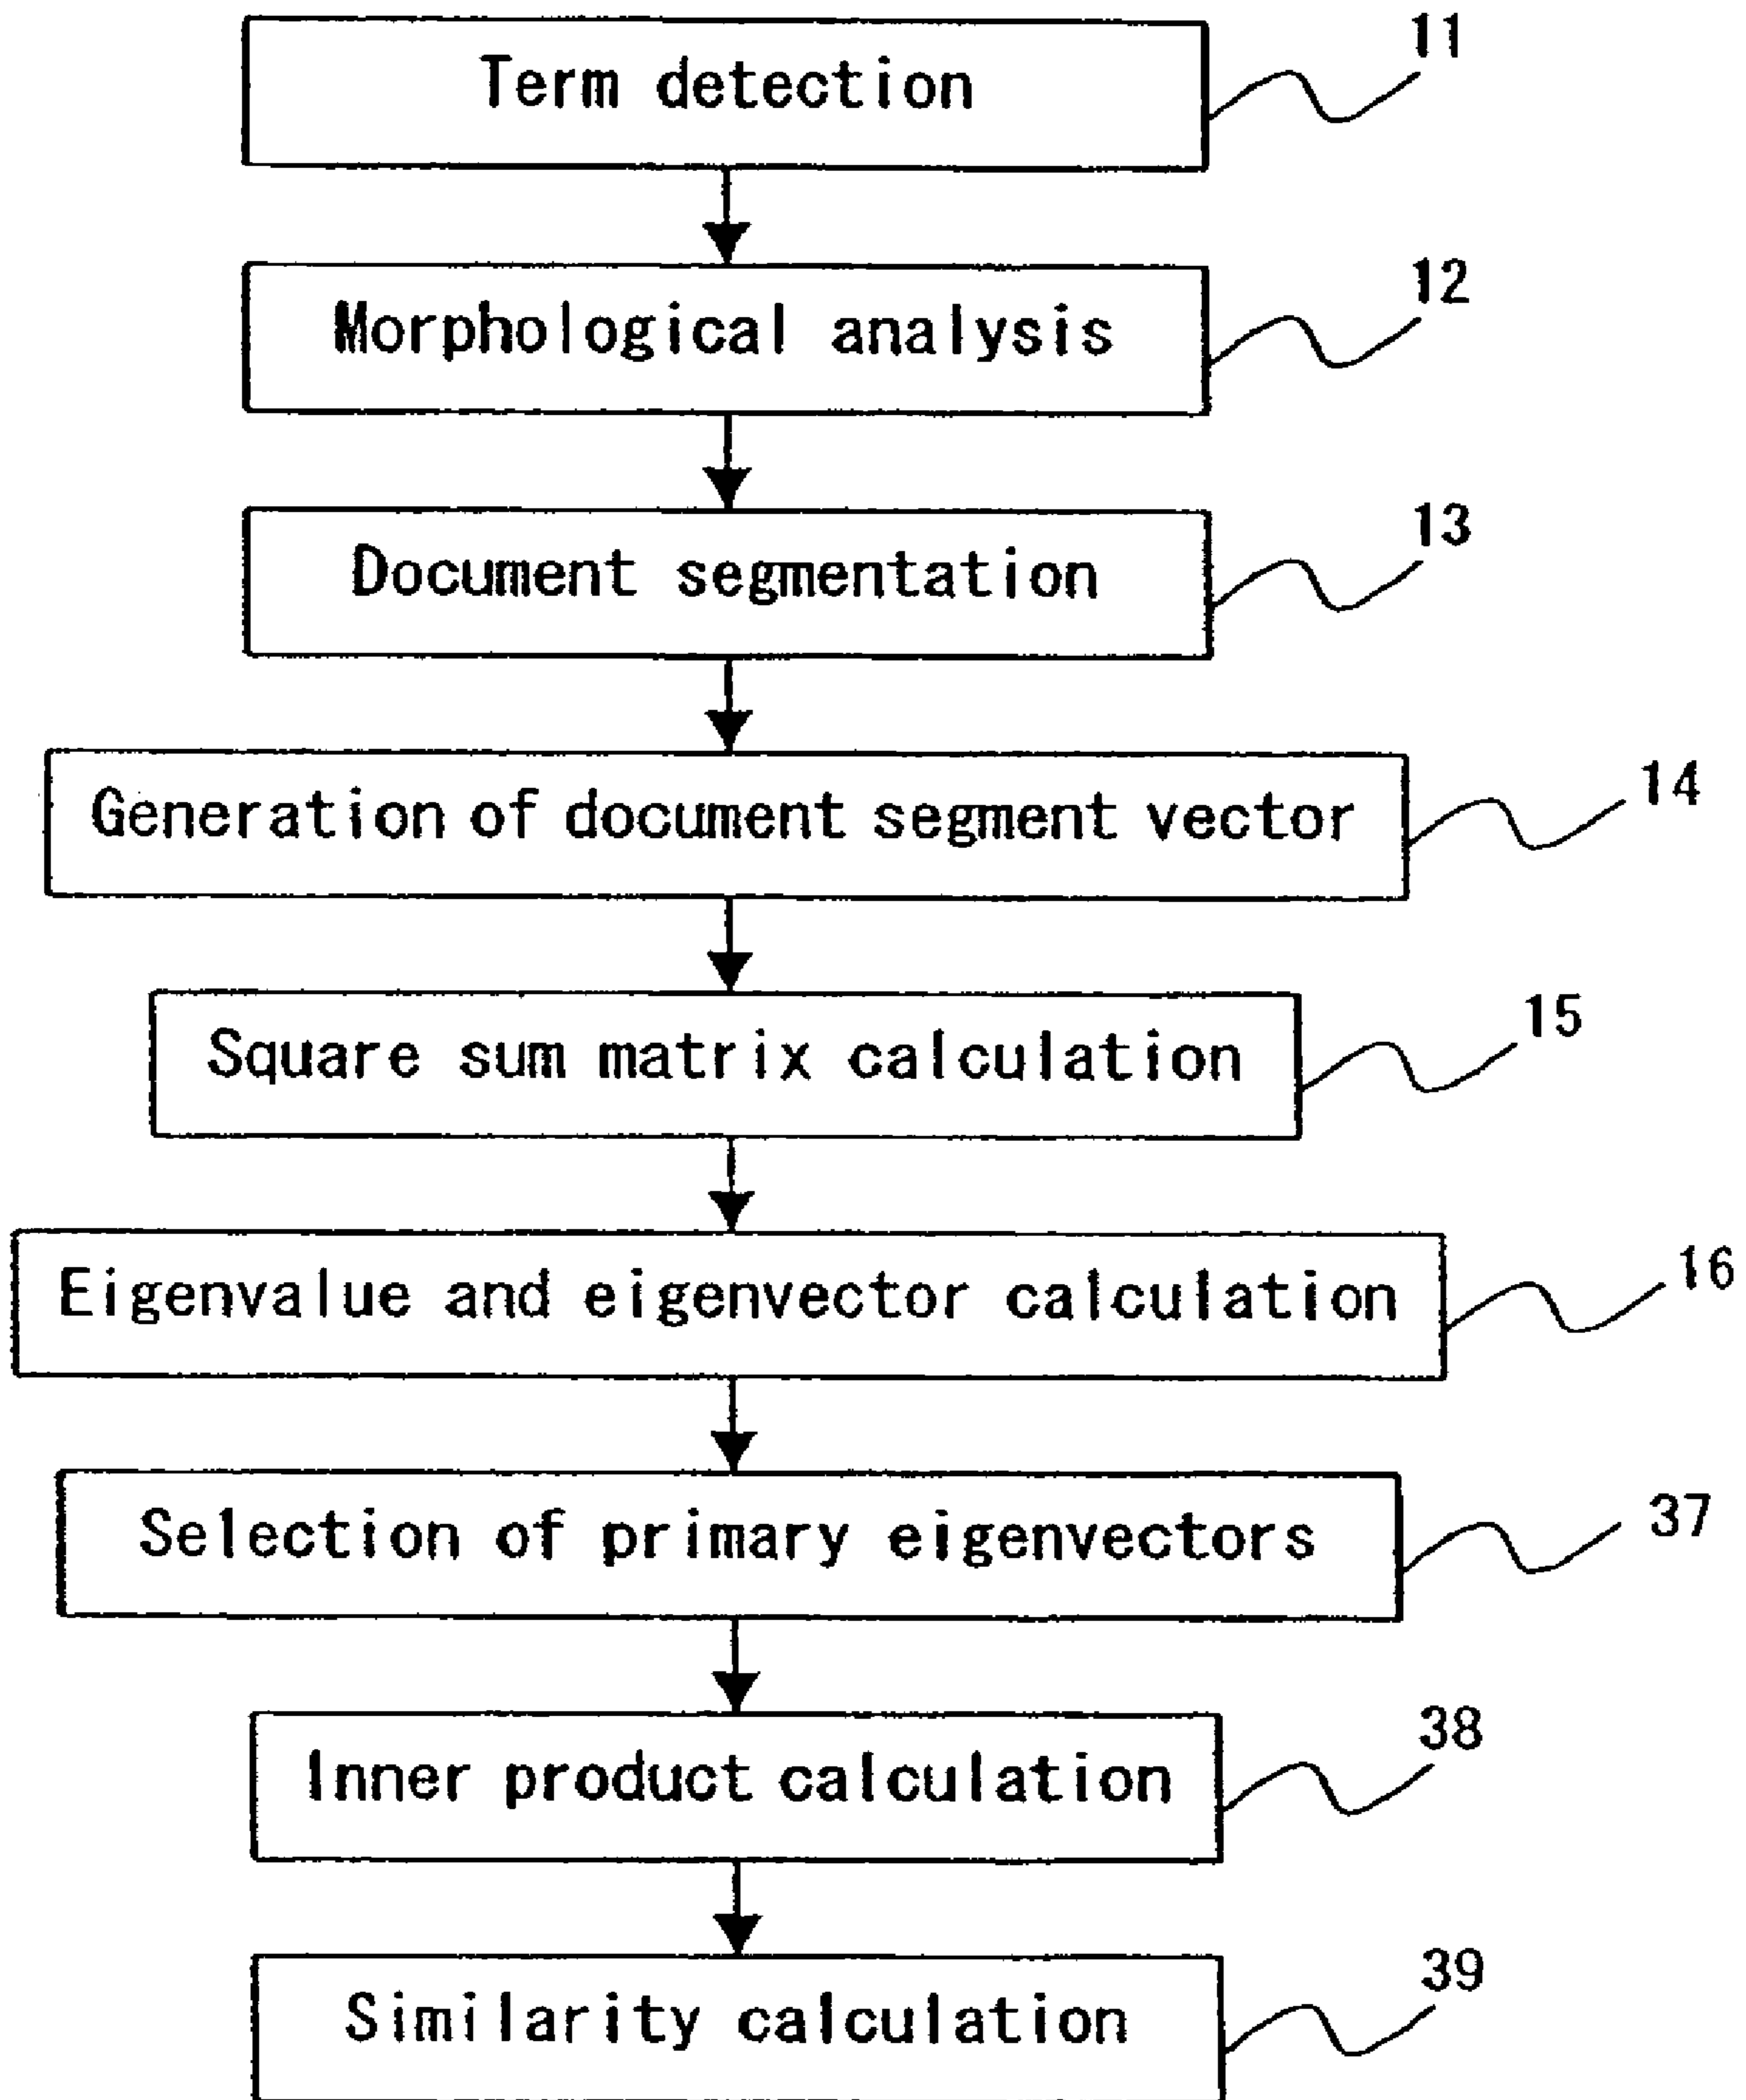 Term detection
11
Morphological analysis
12
Document segmentation
13
Generation of document segment vector
14
Square sum matrix calculation
15
Eigenvalue and eigenvector calculation
16
Selection of primary eigenvectors
37
Inner product calculation
38
Similarity calculation
39